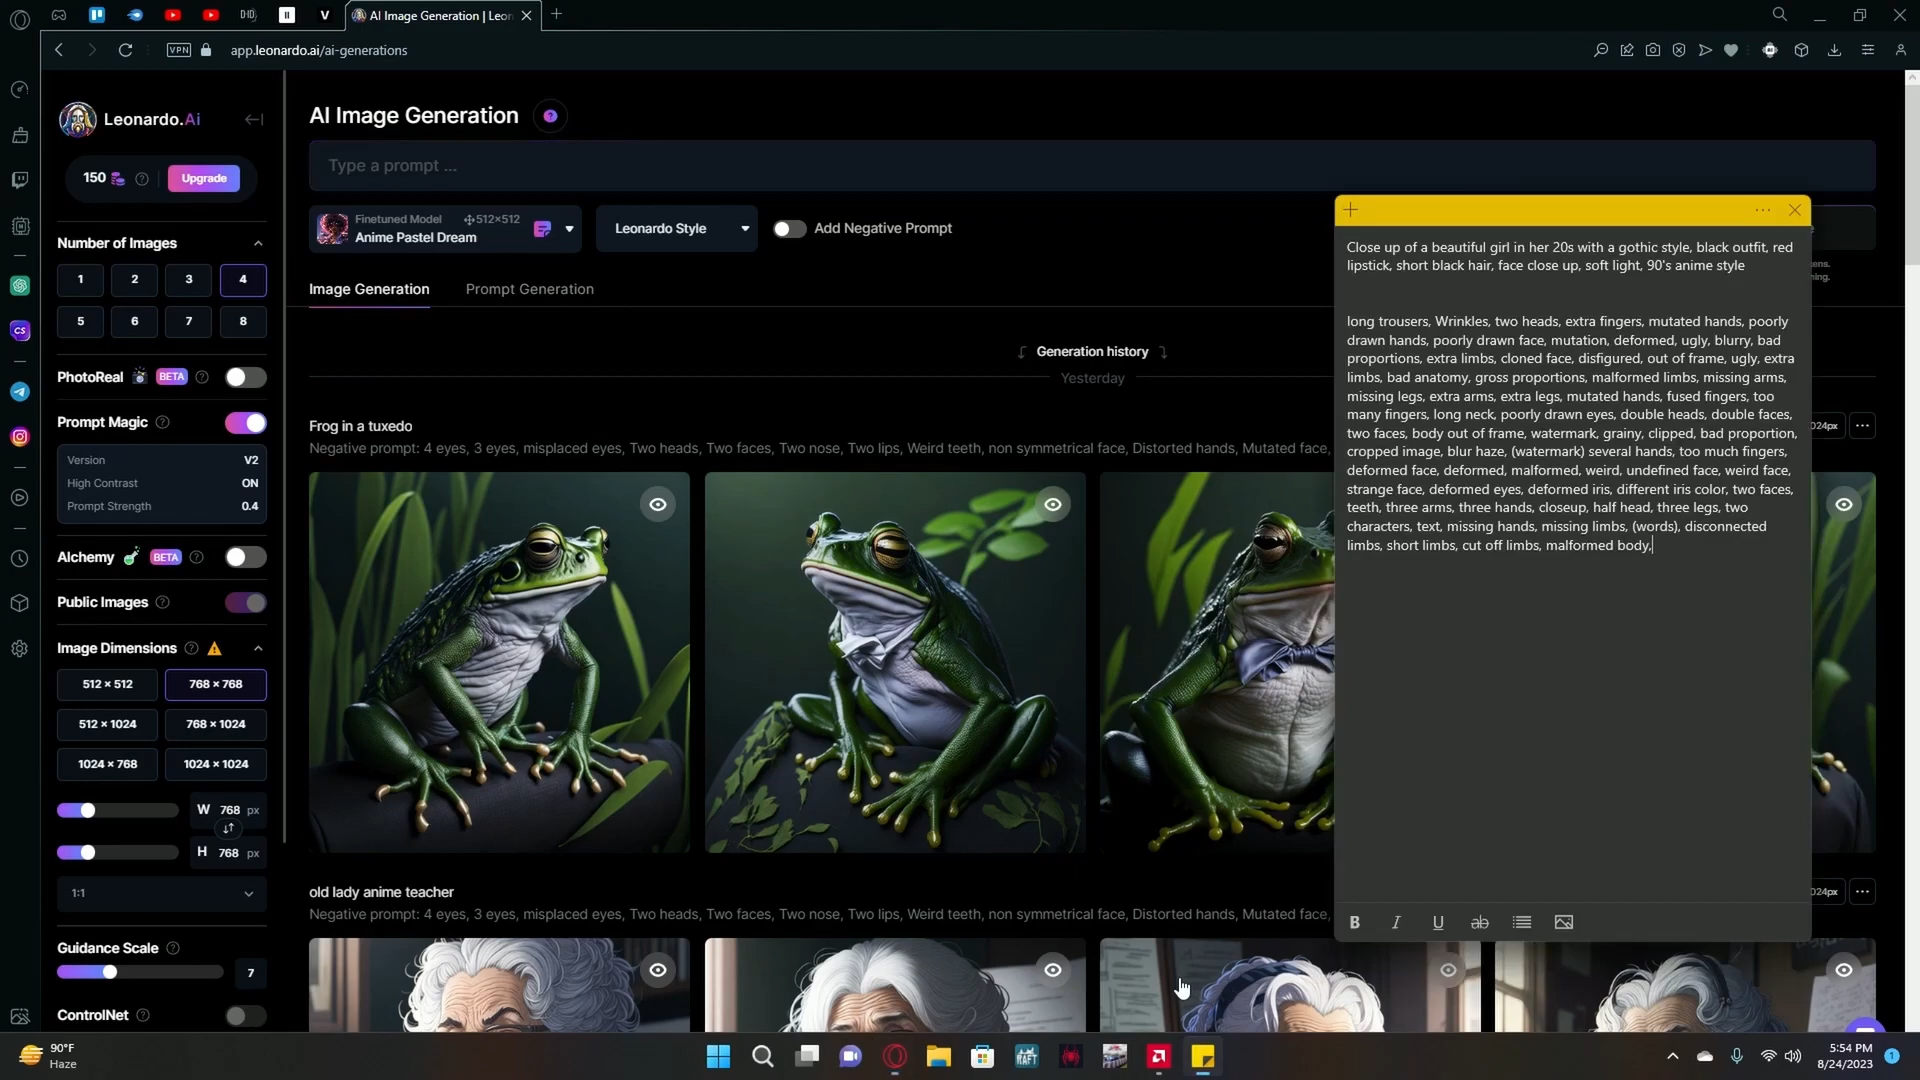 AI Image Generation | Leon
VPN
app.leonardo.ai/ai-generations
Leonardo.Ai
150
Upgrade
Number of Images
1
2
3
4
5
6
7
8
PhotoReal
BETA
Prompt Magic
Version V2
High Contrast ON
Prompt Strength 0.4
Alchemy
BETA
Public Images
Image Dimensions
512 × 512
768 × 768
512 × 1024
768 × 1024
1024 × 768
1024 × 1024
W 768 px
H 768 px
1:1
Guidance Scale
7
ControlNet
AI Image Generation
Type a prompt ...
Finetuned Model
512×512
Anime Pastel Dream
Leonardo Style
Add Negative Prompt
Image Generation
Prompt Generation
Generation history
Yesterday
Frog in a tuxedo
Negative prompt: 4 eyes, 3 eyes, misplaced eyes, Two heads, Two faces, Two nose, Two lips, Weird teeth, non symmetrical face, Distorted hands, Mutated face,
024px
old lady anime teacher
Negative prompt: 4 eyes, 3 eyes, misplaced eyes, Two heads, Two faces, Two nose, Two lips, Weird teeth, non symmetrical face, Distorted hands, Mutated face,
024px
Close up of a beautiful girl in her 20s with a gothic style, black outfit, red
lipstick, short black hair, face close up, soft light, 90's anime style
long trousers, Wrinkles, two heads, extra fingers, mutated hands, poorly
drawn hands, poorly drawn face, mutation, deformed, ugly, blurry, bad
proportions, extra limbs, cloned face, disfigured, out of frame, ugly, extra
limbs, bad anatomy, gross proportions, malformed limbs, missing arms,
missing legs, extra arms, extra legs, mutated hands, fused fingers, too
many fingers, long neck, poorly drawn eyes, double heads, double faces,
two faces, body out of frame, watermark, grainy, clipped, bad proportion,
cropped image, blur haze, (watermark) several hands, too much fingers,
deformed face, deformed, malformed, weird, undefined face, weird face,
strange face, deformed eyes, deformed iris, different iris color, two faces,
teeth, three arms, three hands, closeup, half head, three legs, two
characters, text, missing hands, missing limbs, (words), disconnected
limbs, short limbs, cut off limbs, malformed body,
B I U ab
90°F
Haze
RAFT
5:54 PM
8/24/2023
1